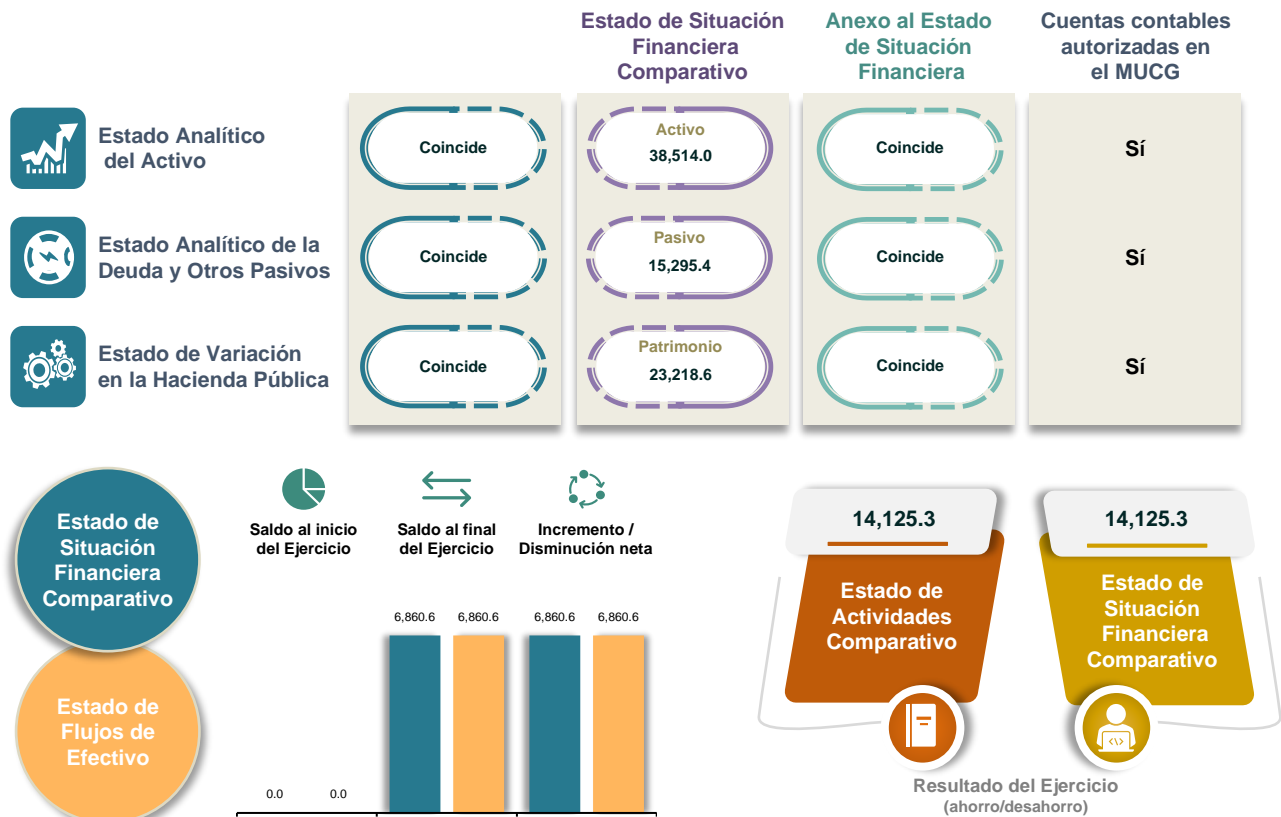 Estado de Situación
Financiera
Comparativo
Anexo al Estado
de Situación
Financiera
Cuentas contables
autorizadas en
el MUCG
Estado Analítico
del Activo
Coincide
Activo
38,514.0
Coincide
Sí
Estado Analítico de la
Deuda y Otros Pasivos
Coincide
Pasivo
15,295.4
Coincide
Sí
Estado de Variación
en la Hacienda Pública
Coincide
Patrimonio
23,218.6
Coincide
Sí
Estado de
Situación
Financiera
Comparativo
Estado de
Flujos de
Efectivo
Saldo al inicio
del Ejercicio
Saldo al final
del Ejercicio
Incremento /
Disminución neta
0.0 0.0
6,860.6 6,860.6
6,860.6 6,860.6
14,125.3
Estado de
Actividades
Comparativo
14,125.3
Estado de
Situación
Financiera
Comparativo
Resultado del Ejercicio
(ahorro/desahorro)